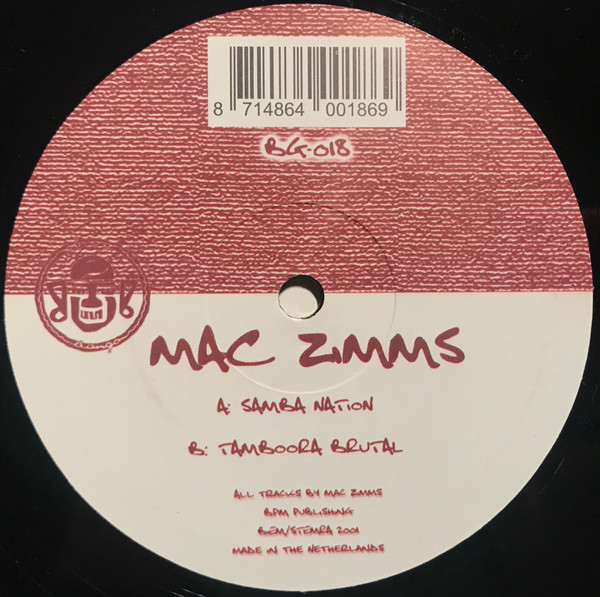 8 714864 001869
BG-018
MAC ZIMMS
A: SAMBA NATION
B: TAMBOORA BRUTAL
ALL TRACKS BY MAC ZIMMS
BPM PUBLISHING
BEM/STEMRA 2001
MADE IN THE NETHERLANDS